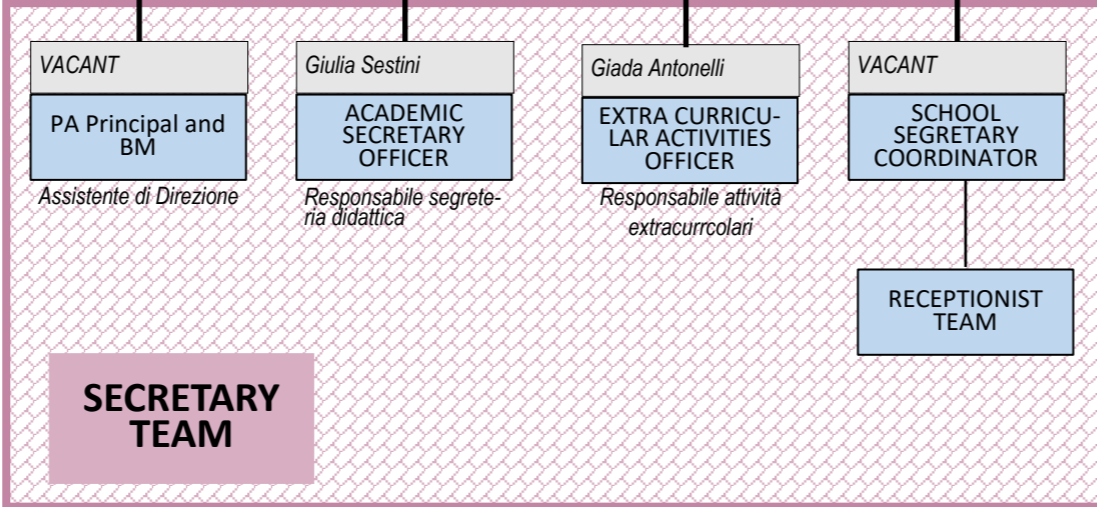 VACANT
PA Principal and
BM
Assistente di Direzione
Giulia Sestini
ACADEMIC
SECRETARY
OFFICER
Responsabile segrete-
ria didattica
Giada Antonelli
EXTRA CURRICU-
LAR ACTIVITIES
OFFICER
Responsabile attività
extracurrcolari
VACANT
SCHOOL
SEGRETARY
COORDINATOR
RECEPTIONIST
TEAM
SECRETARY
TEAM